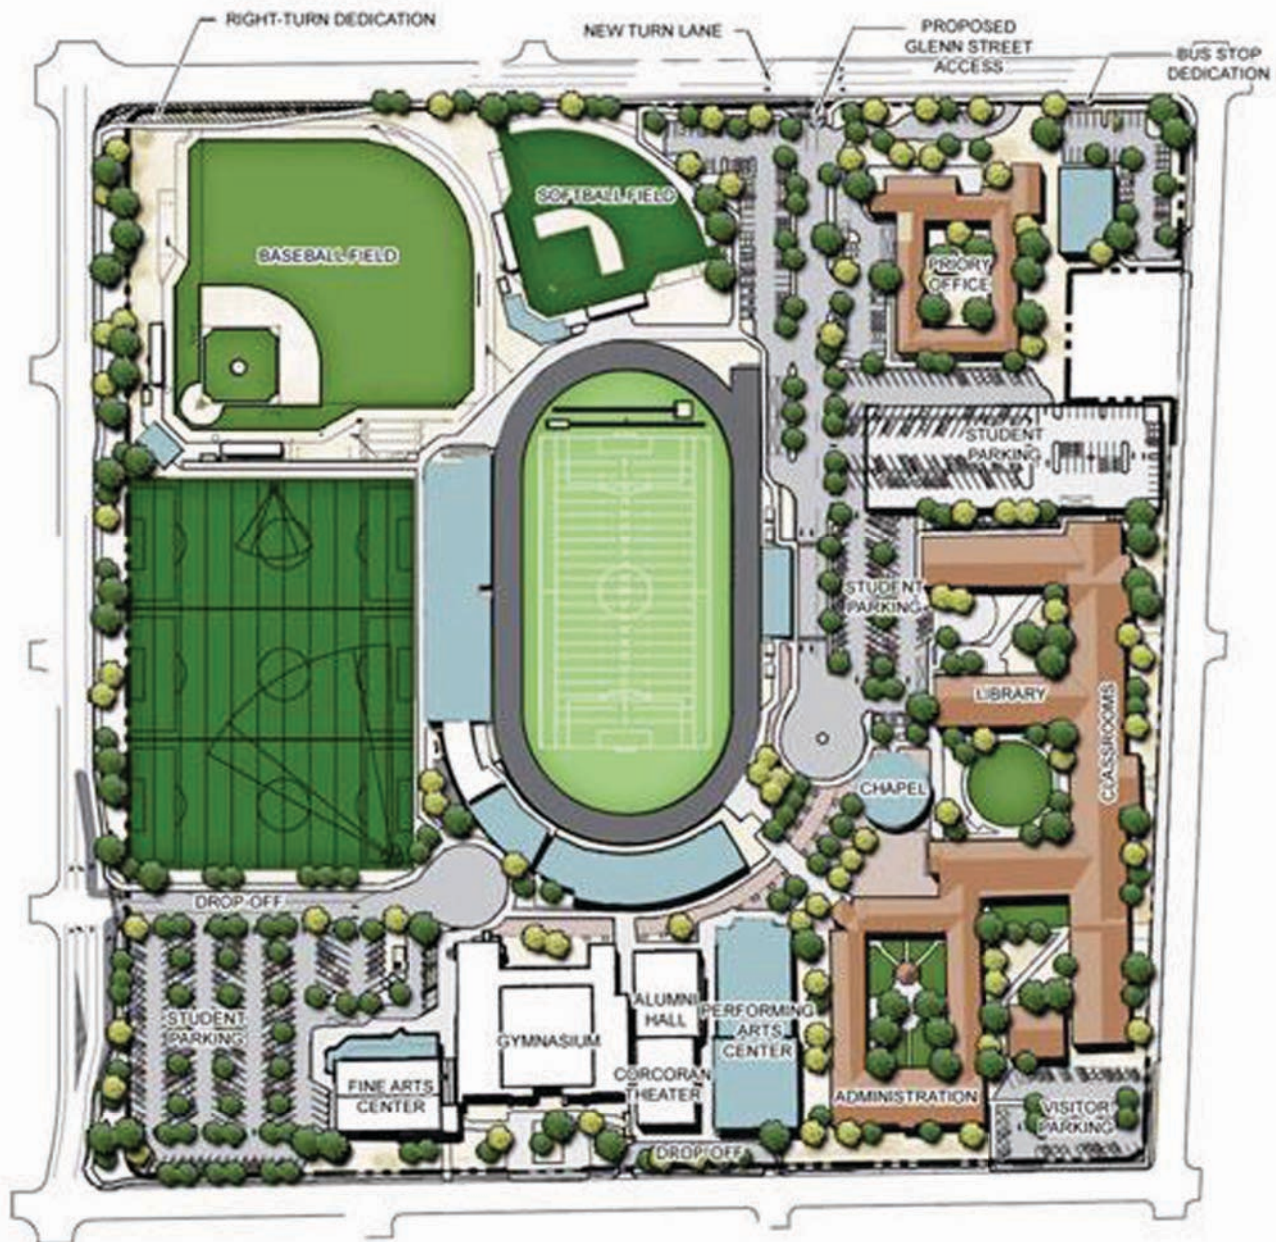 RIGHT-TURN DEDICATION
NEW TURN LANE
PROPOSED
GLENN STREET
ACCESS
BUS STOP
DEDICATION
SOFTBALL FIELD
BASEBALL FIELD
PRIORY
OFFICE
STUDENT
PARKING
STUDENT
PARKING
LIBRARY
CLASSROOMS
CHAPEL
DROP-OFF
STUDENT
PARKING
GYMNASIUM
ALUMNI
HALL
PERFORMING
ARTS
CENTER
CORCORAN
THEATER
FINE ARTS
CENTER
ADMINISTRATION
VISITOR
PARKING
DROP OFF